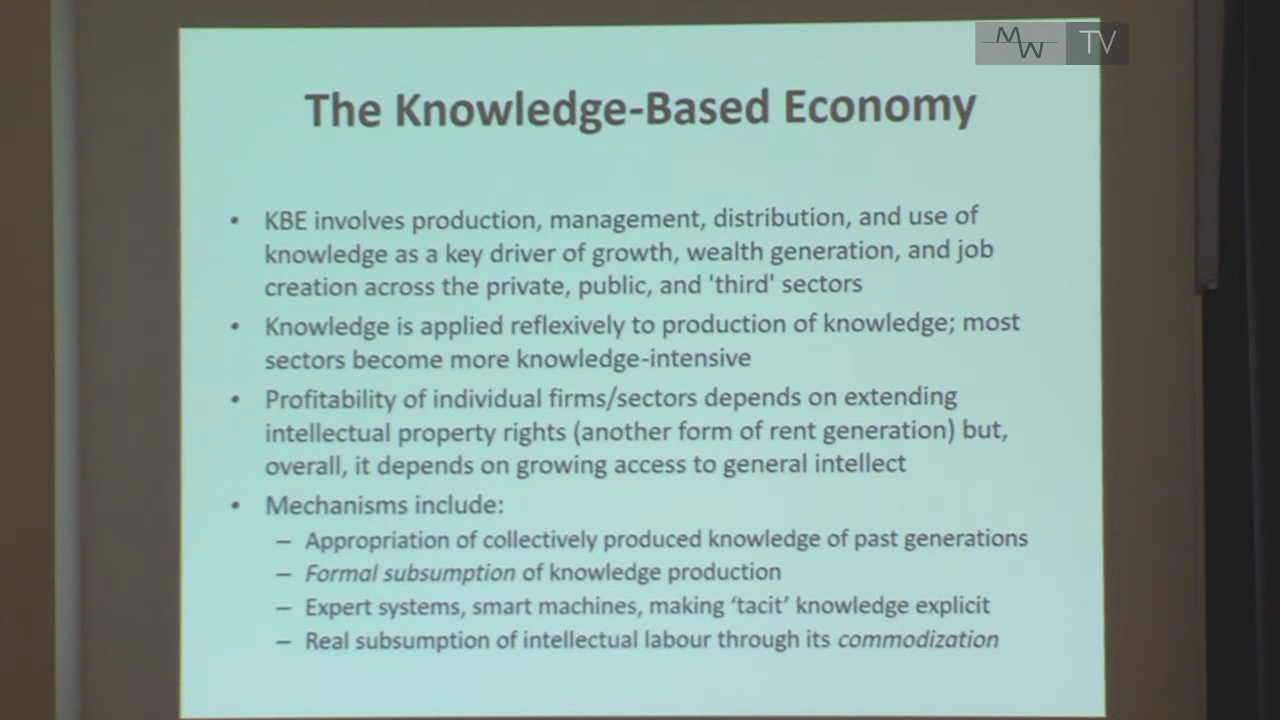 MW TV
The Knowledge-Based Economy
• KBE involves production, management, distribution, and use of
knowledge as a key driver of growth, wealth generation, and job
creation across the private, public, and 'third' sectors
• Knowledge is applied reflexively to production of knowledge; most
sectors become more knowledge-intensive
• Profitability of individual firms/sectors depends on extending
intellectual property rights (another form of rent generation) but,
overall, it depends on growing access to general intellect
• Mechanisms include:
– Appropriation of collectively produced knowledge of past generations
– Formal subsumption of knowledge production
– Expert systems, smart machines, making ‘tacit’ knowledge explicit
– Real subsumption of intellectual labour through its commodization